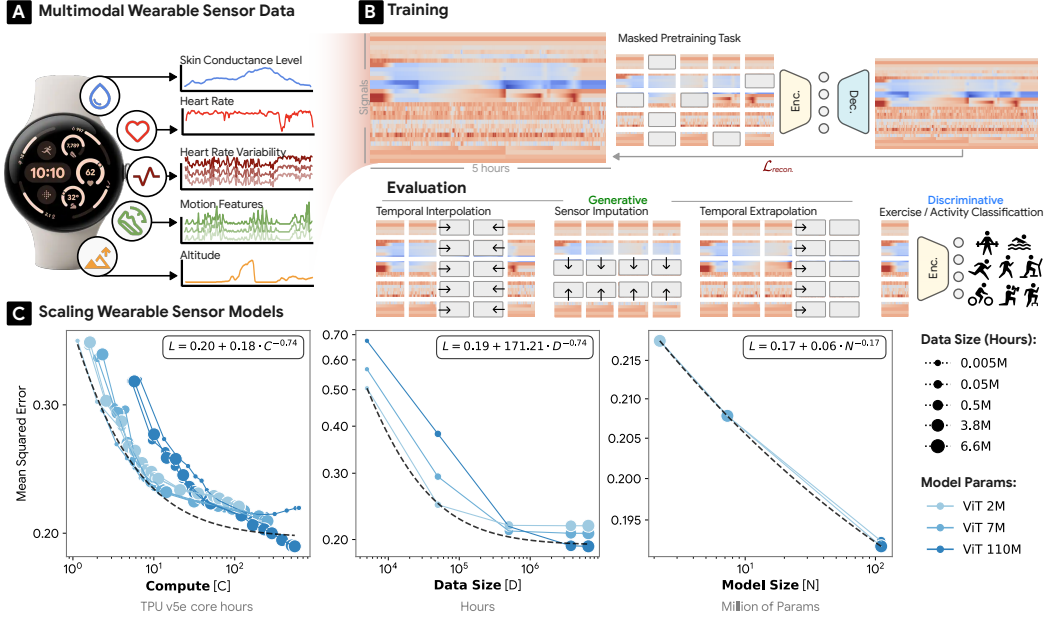 A Multimodal Wearable Sensor Data
Skin Conductance Level
Heart Rate
Heart Rate Variability
Motion Features
Altitude
10:10
7,789
62
32°
B Training
Signals
5 hours
Masked Pretraining Task
Enc.
Dec.
ℒrecon.
Evaluation
Generative
Discriminative
Temporal Interpolation
Sensor Imputation
Temporal Extrapolation
Exercise / Activity Classificattion
Enc.
C Scaling Wearable Sensor Models
Mean Squared Error
L = 0.20 + 0.18 · C^−0.74
0.30
0.20
10^0
10^1
10^2
Compute [C]
TPU v5e core hours
L = 0.19 + 171.21 · D^−0.74
0.70
0.60
0.50
0.40
0.30
0.20
10^4
10^5
10^6
Data Size [D]
Hours
L = 0.17 + 0.06 · N^−0.17
0.215
0.210
0.205
0.200
0.195
10^1
10^2
Model Size [N]
Million of Params
Data Size (Hours):
0.005M
0.05M
0.5M
3.8M
6.6M
Model Params:
ViT 2M
ViT 7M
ViT 110M